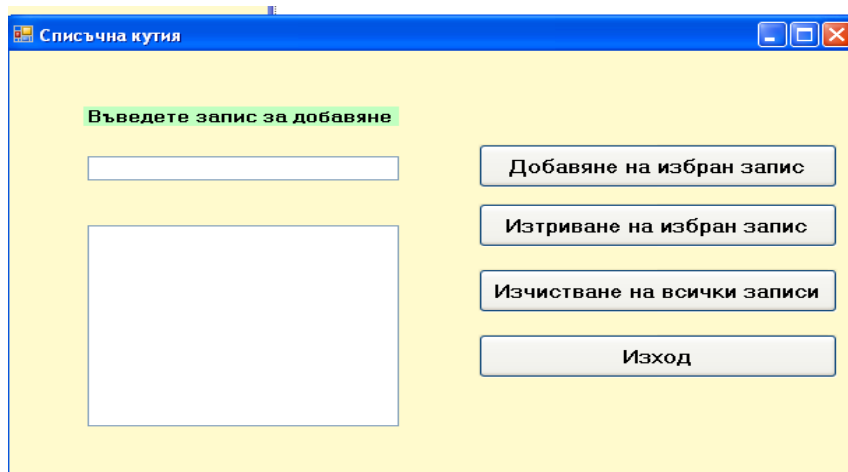 Списъчна кутия
Въведете запис за добавяне
Добавяне на избран запис
Изтриване на избран запис
Изчистване на всички записи
Изход